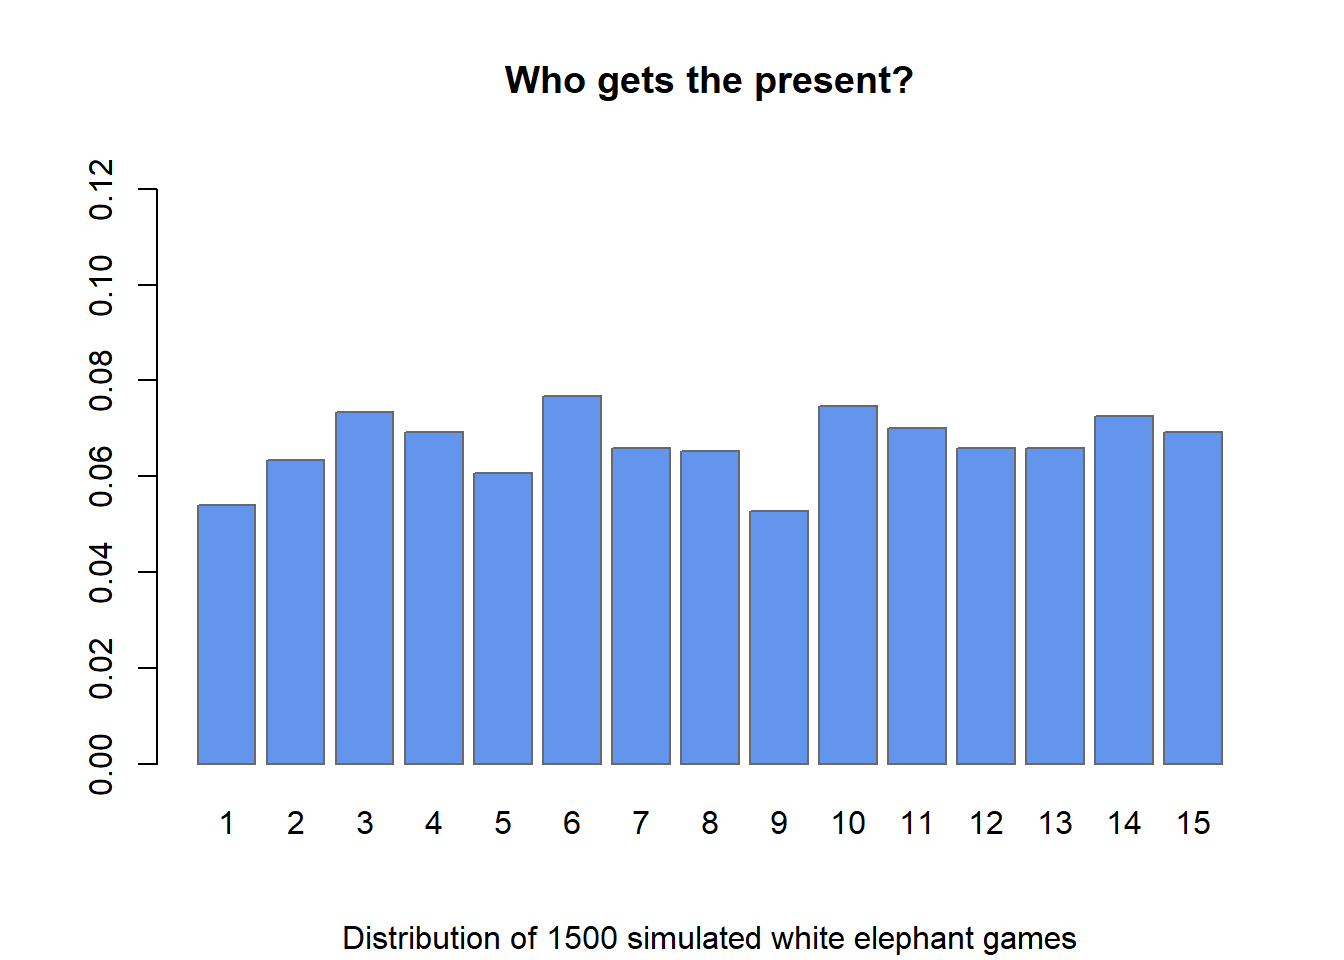 Who gets the present?
0.12
0.10
0.08
0.06
0.04
0.02
0.00
1 2 3 4 5 6 7 8 9 10 11 12 13 14 15
Distribution of 1500 simulated white elephant games